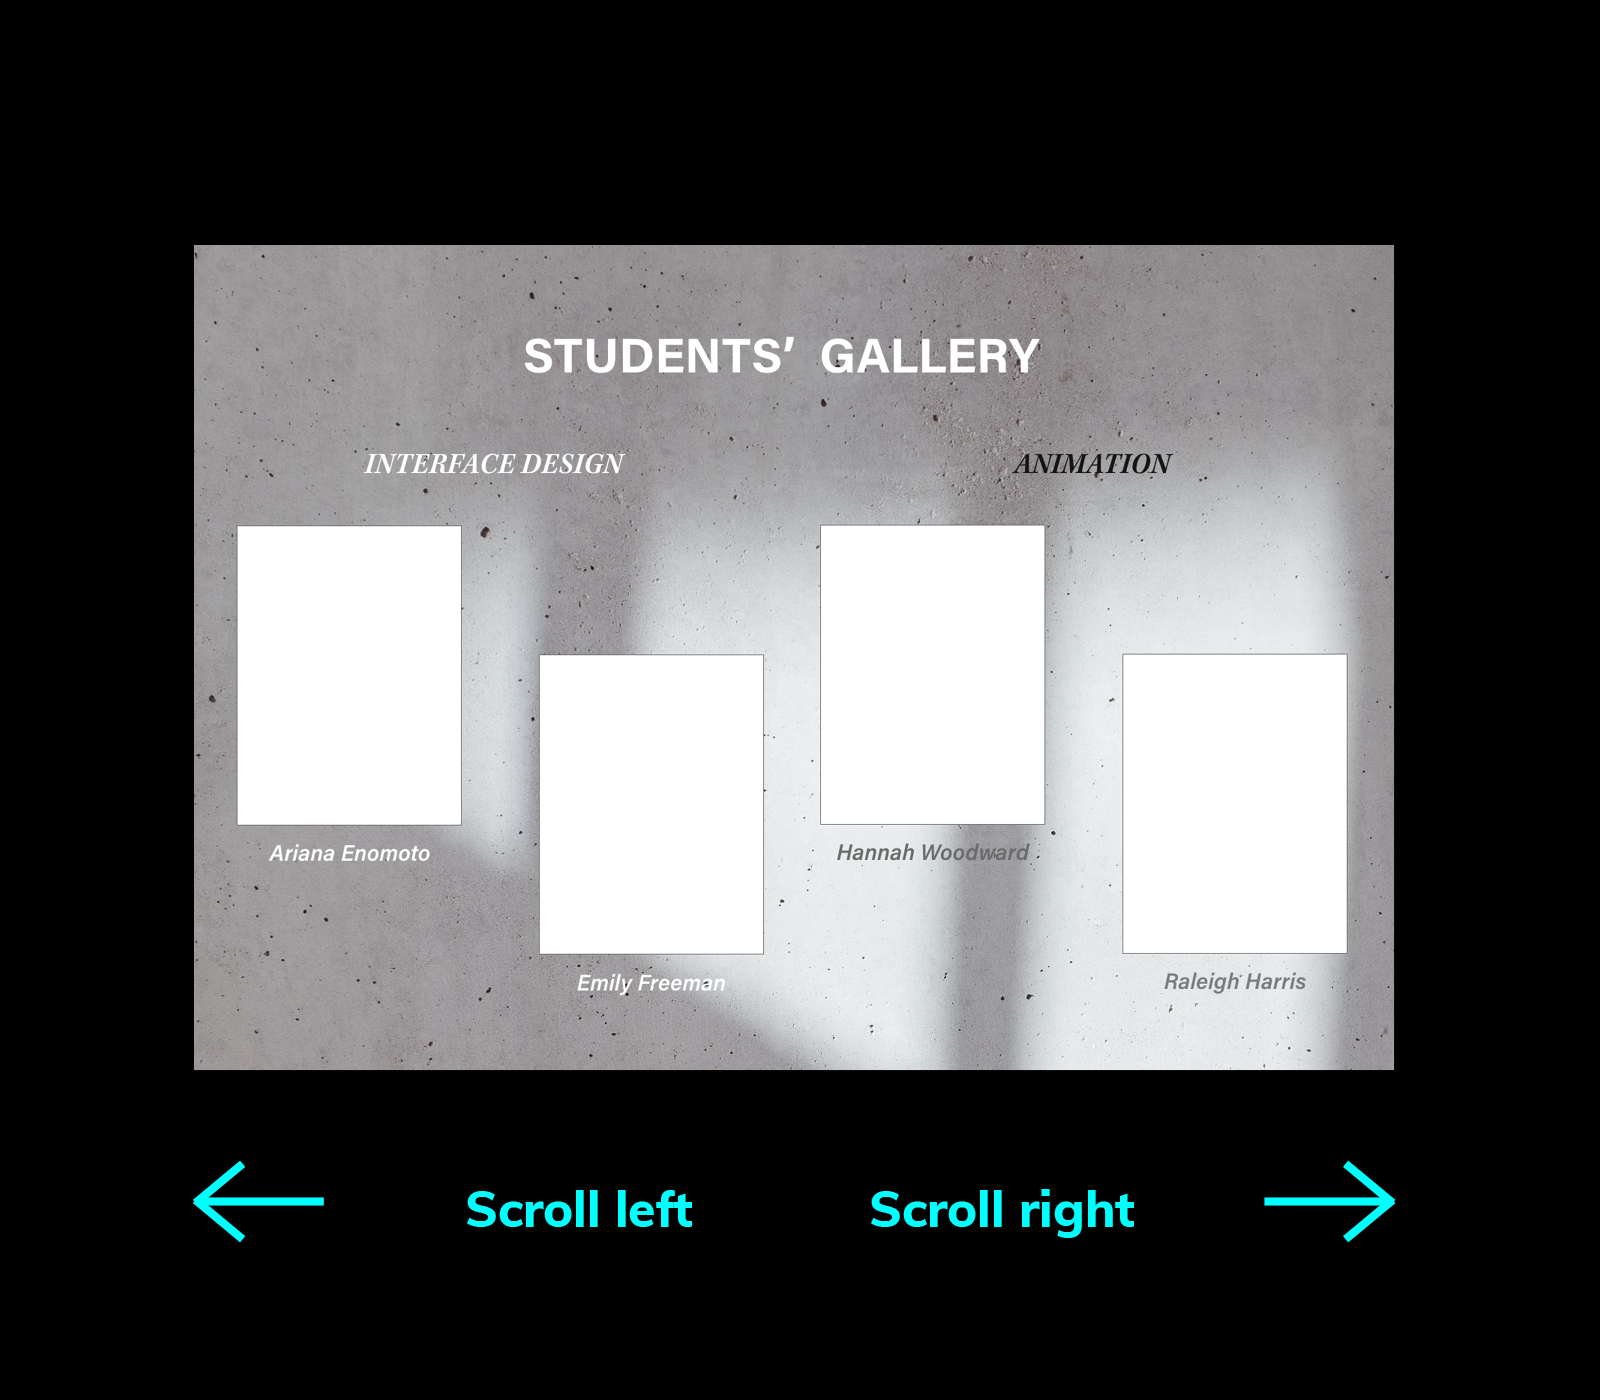 STUDENTS’ GALLERY
INTERFACE DESIGN
ANIMATION
Ariana Enomoto
Hannah Woodward
Emily Freeman
Raleigh Harris
Scroll left
Scroll right